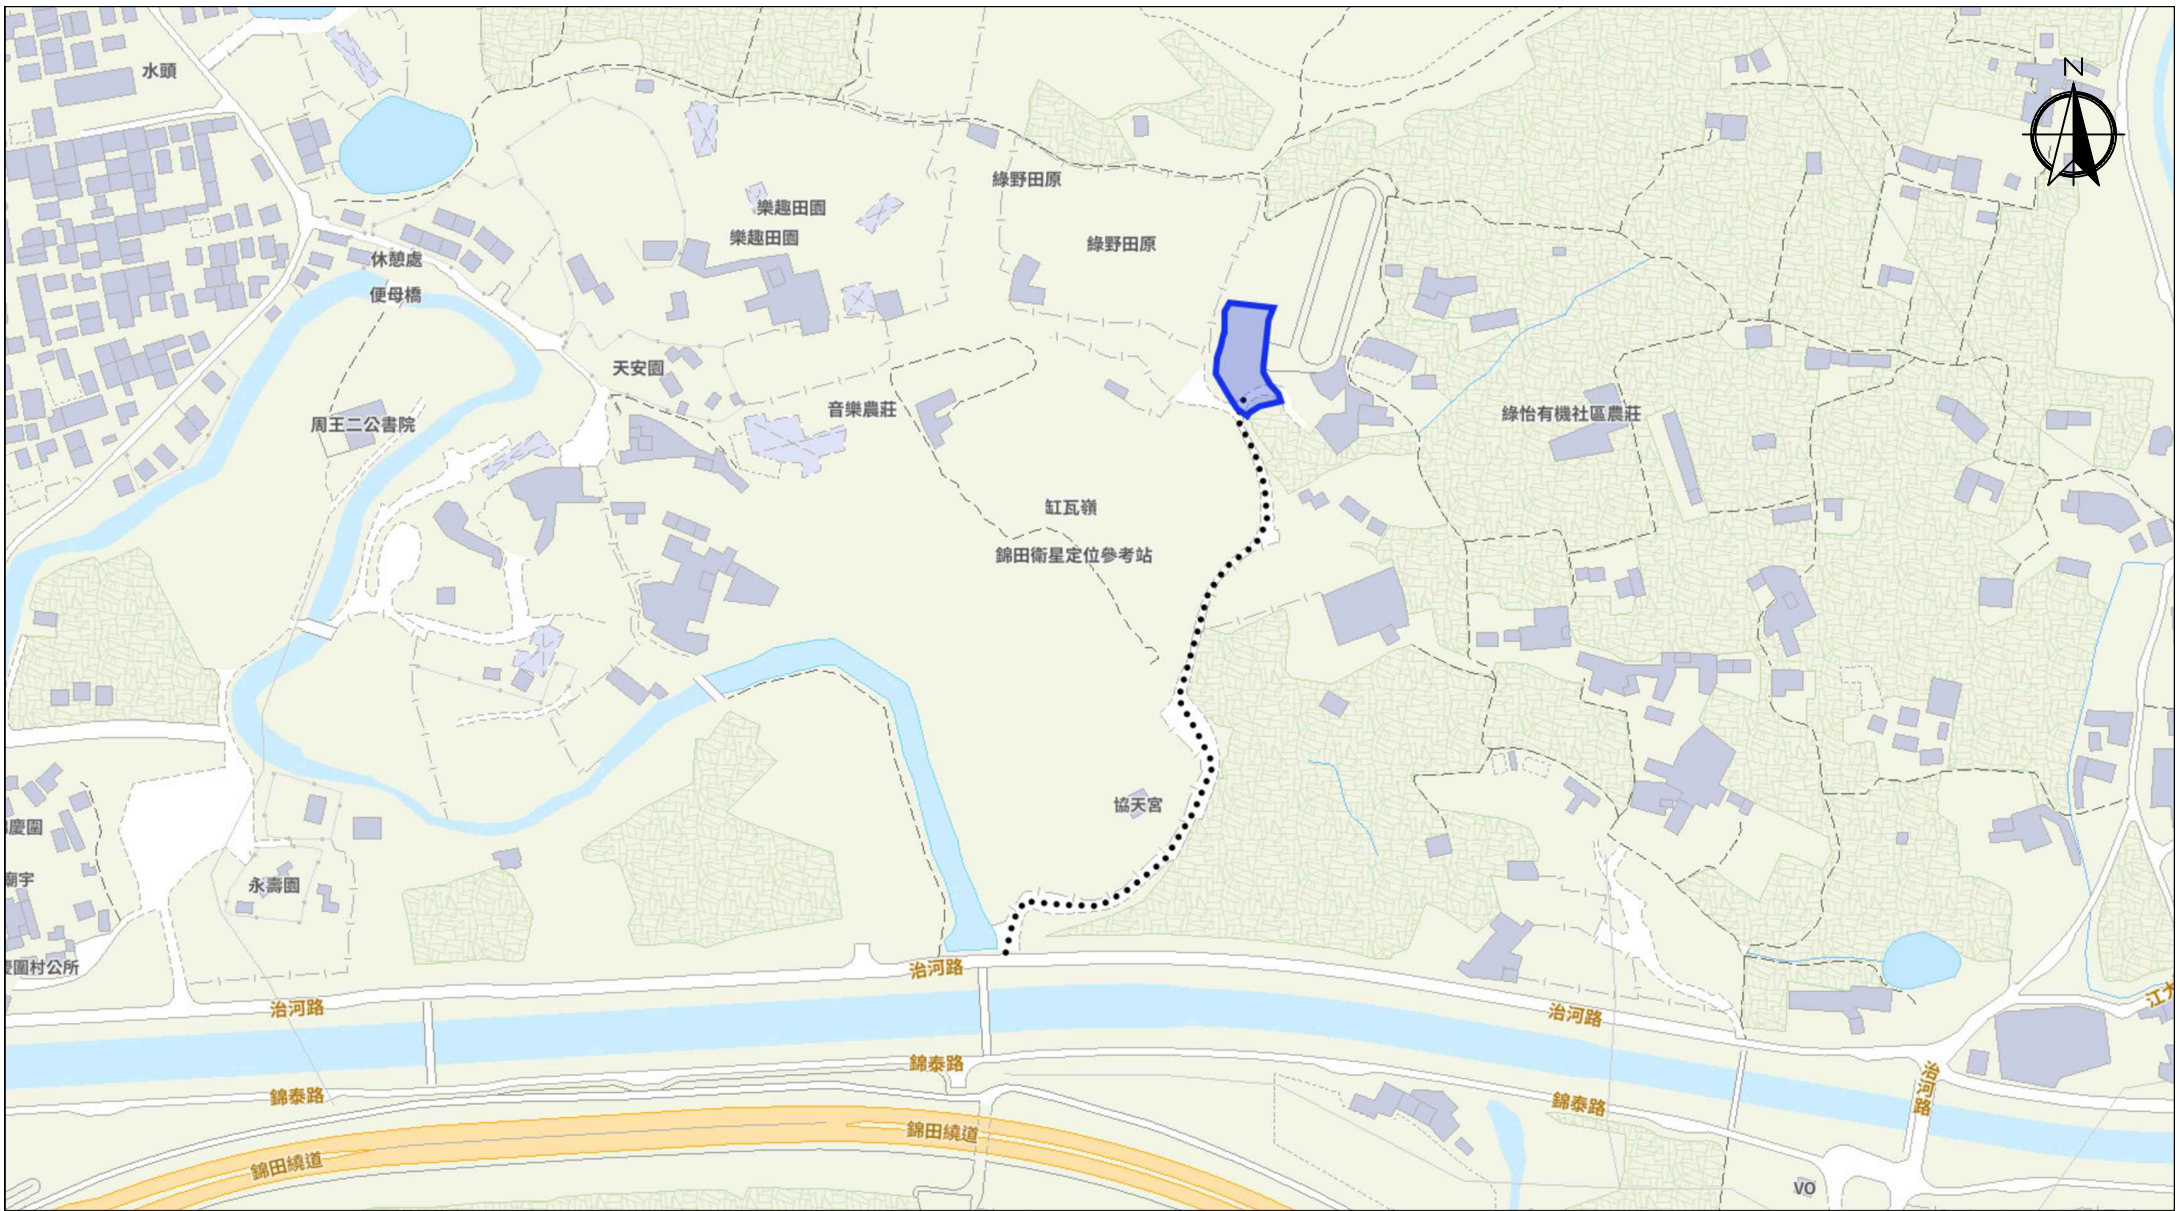 N
水頭
綠野田原
樂趣田園
樂趣田園
綠野田原
休憩處
便母橋
天安園
音樂農莊
周王二公書院
綠怡有機社區農莊
缸瓦嶺
錦田衛星定位參考站
協天宮
慶圍
廟宇
永壽園
慶圍村公所
治河路
治河路
治河路
江大
錦泰路
錦泰路
錦泰路
治河路
錦田繞道
錦田繞道
VO